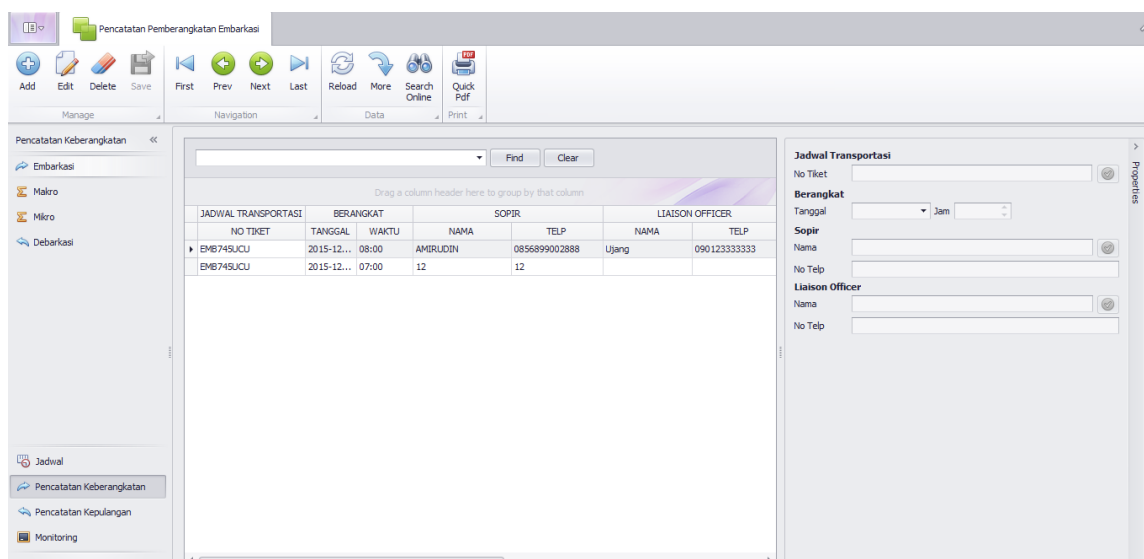 Pencatatan Pemberangkatan Embarkasi
Add Edit Delete Save First Prev Next Last Reload More Search Online Quick Pdf
Manage Navigation Data Print
Pencatatan Keberangkatan
Embarkasi
Makro
Mikro
Debarkasi
Jadwal
Pencatatan Keberangkatan
Pencatatan Kepulangan
Monitoring
Find Clear
Drag a column header here to group by that column
JADWAL TRANSPORTASI BERANGKAT SOPIR LIAISON OFFICER
NO TIKET TANGGAL WAKTU NAMA TELP NAMA TELP
EMB745UCU 2015-12... 08:00 AMIRUDIN 0856899002888 Ujang 090123333333
EMB745UCU 2015-12... 07:00 12 12
Jadwal Transportasi
No Tiket
Berangkat
Tanggal Jam
Sopir
Nama
No Telp
Liaison Officer
Nama
No Telp
Properties